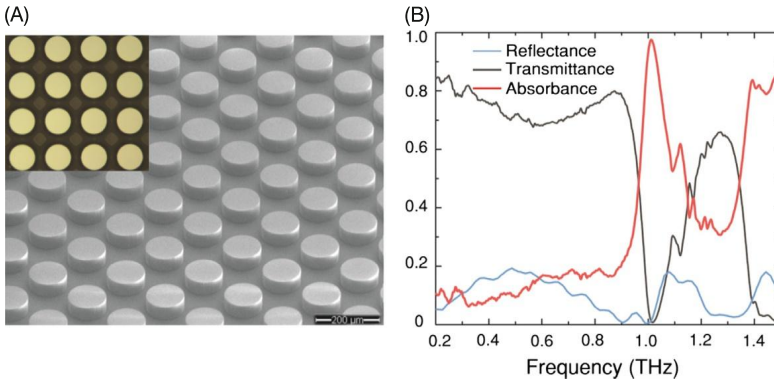 (A)
200 μm
(B)
Reflectance
Transmittance
Absorbance
1.0
0.8
0.6
0.4
0.2
0
0.2 0.4 0.6 0.8 1.0 1.2 1.4
Frequency (THz)